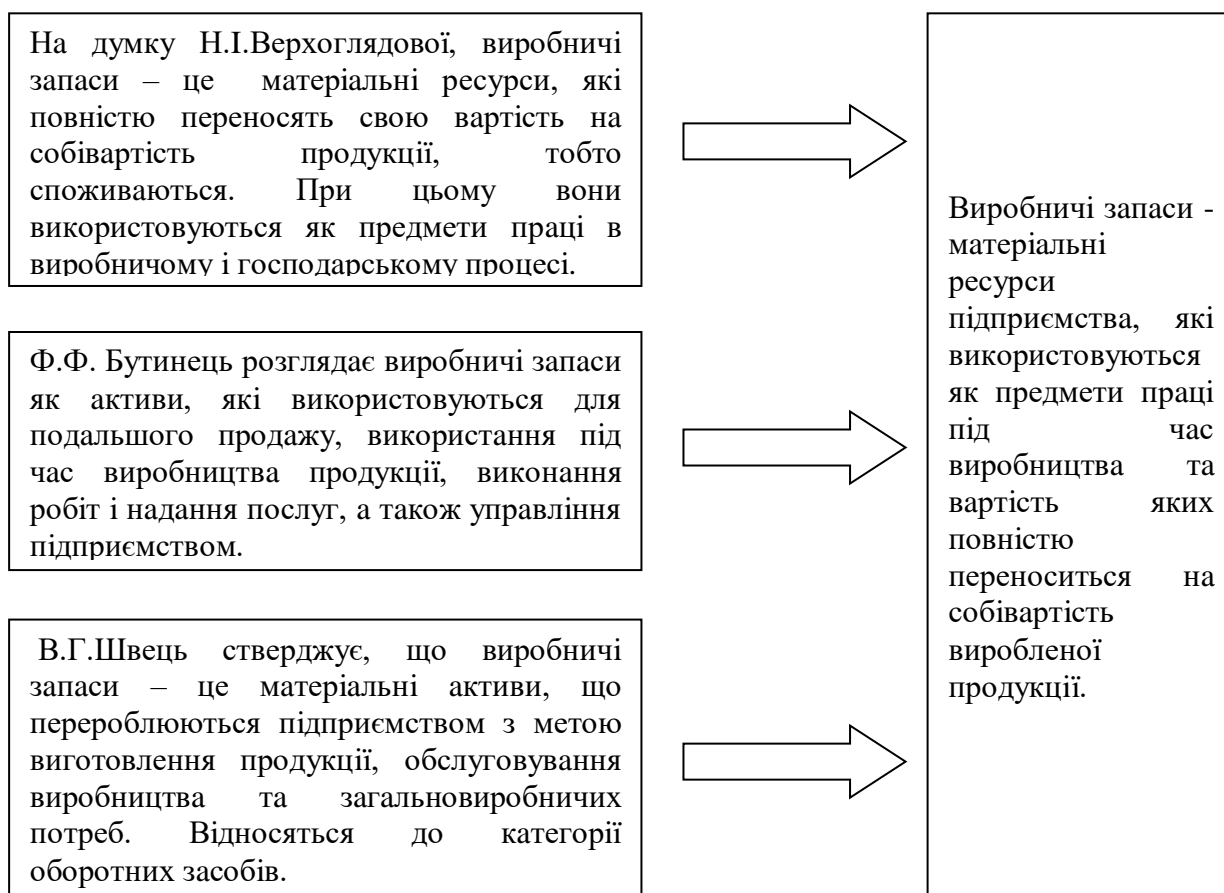 На думку Н.І.Верхоглядової, виробничі
запаси – це матеріальні ресурси, які
повністю переносять свою вартість на
собівартість продукції, тобто
споживаються. При цьому вони
використовуються як предмети праці в
виробничому і господарському процесі.
Ф.Ф. Бутинець розглядає виробничі запаси
як активи, які використовуються для
подальшого продажу, використання під
час виробництва продукції, виконання
робіт і надання послуг, а також управління
підприємством.
В.Г.Швець стверджує, що виробничі
запаси – це матеріальні активи, що
перероблюються підприємством з метою
виготовлення продукції, обслуговування
виробництва та загальновиробничих
потреб. Відносяться до категорії
оборотних засобів.
Виробничі запаси -
матеріальні
ресурси
підприємства, які
використовуються
як предмети праці
під час
виробництва та
вартість яких
повністю
переноситься на
собівартість
виробленої
продукції.